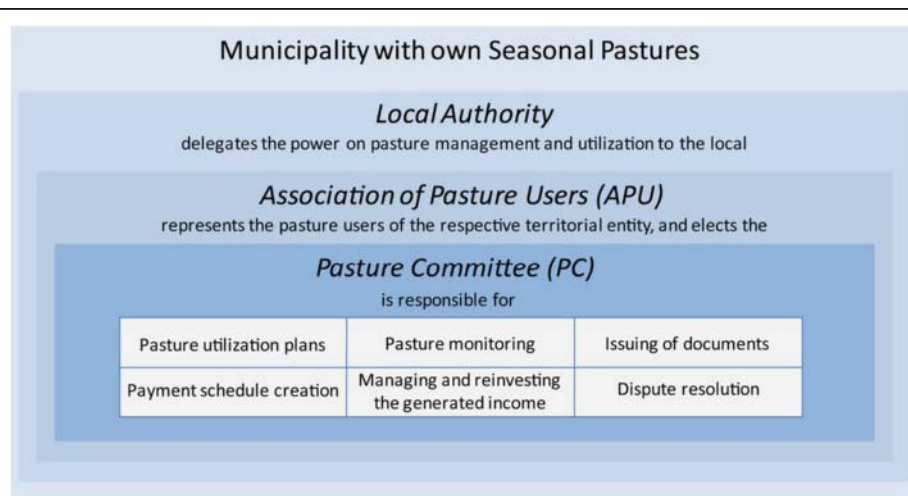 Municipality with own Seasonal Pastures
Local Authority
delegates the power on pasture management and utilization to the local
Association of Pasture Users (APU)
represents the pasture users of the respective territorial entity, and elects the
Pasture Committee (PC)
is responsible for
Pasture utilization plans
Pasture monitoring
Issuing of documents
Payment schedule creation
Managing and reinvesting
the generated income
Dispute resolution